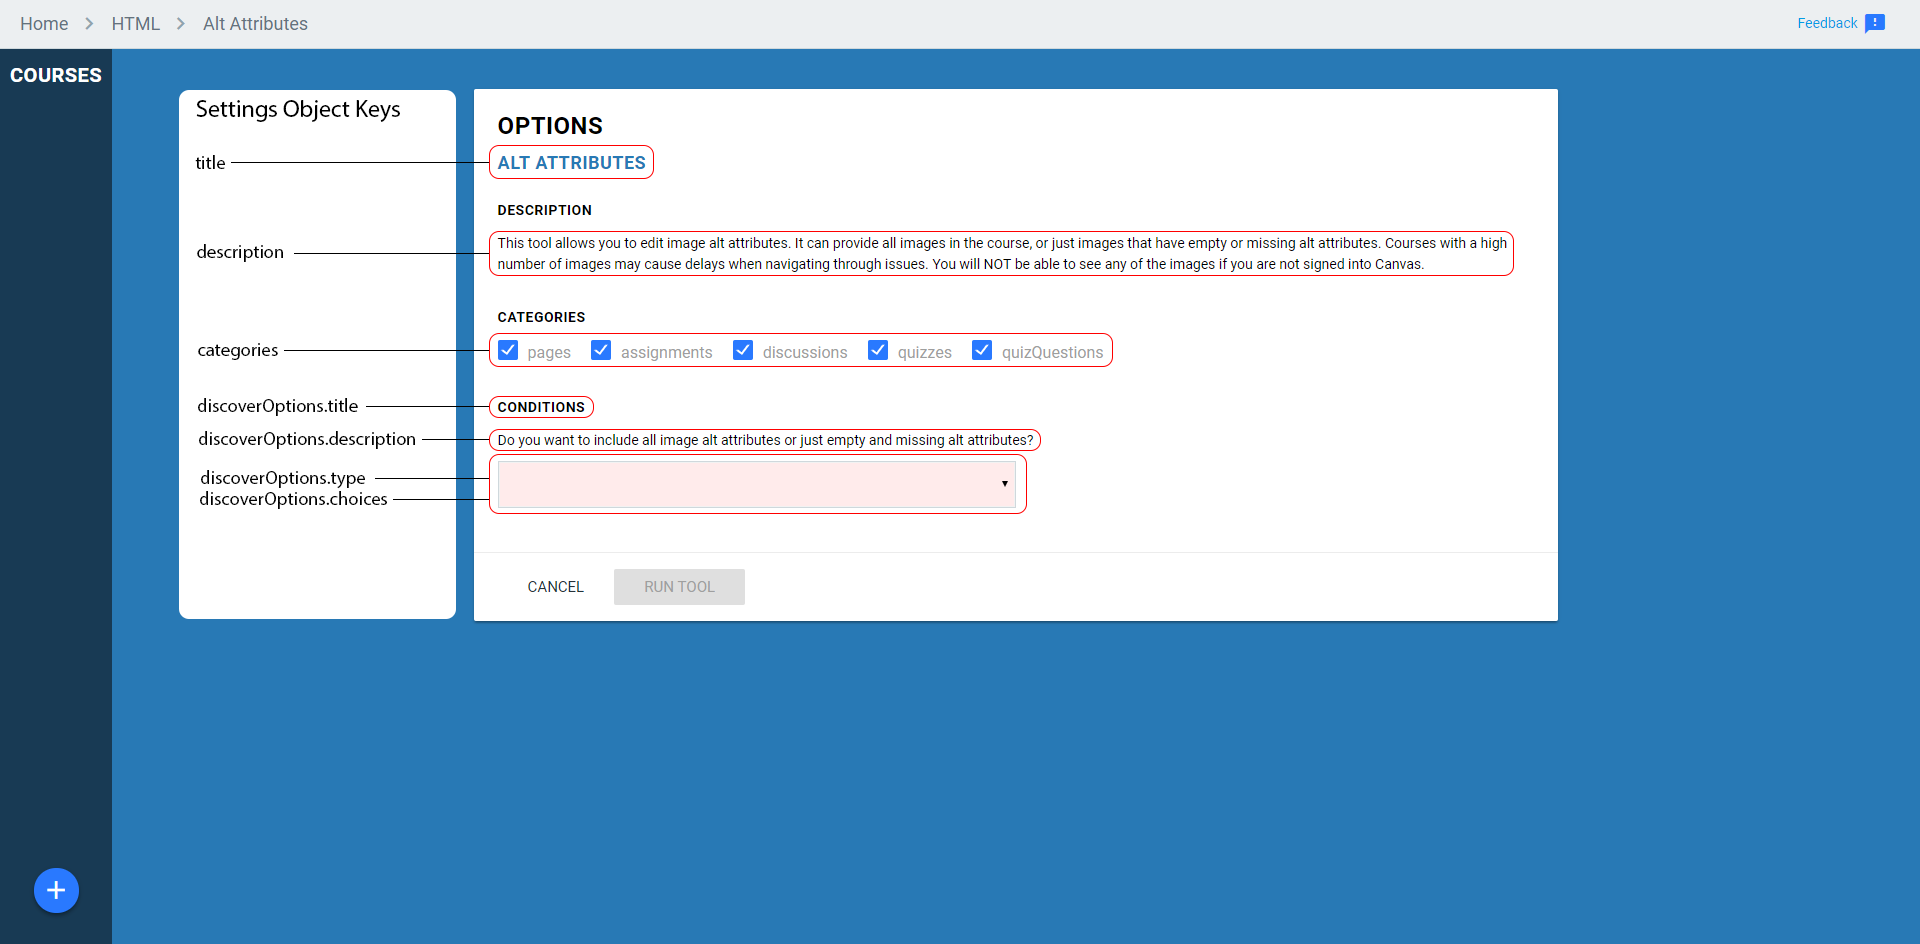 Home > HTML > Alt Attributes
Feedback
COURSES
Settings Object Keys
OPTIONS
title
ALT ATTRIBUTES
DESCRIPTION
description
This tool allows you to edit image alt attributes. It can provide all images in the course, or just images that have empty or missing alt attributes. Courses with a high
number of images may cause delays when navigating through issues. You will NOT be able to see any of the images if you are not signed into Canvas.
CATEGORIES
categories
pages assignments discussions quizzes quizQuestions
discoverOptions.title
CONDITIONS
discoverOptions.description
Do you want to include all image alt attributes or just empty and missing alt attributes?
discoverOptions.type
discoverOptions.choices
CANCEL RUN TOOL